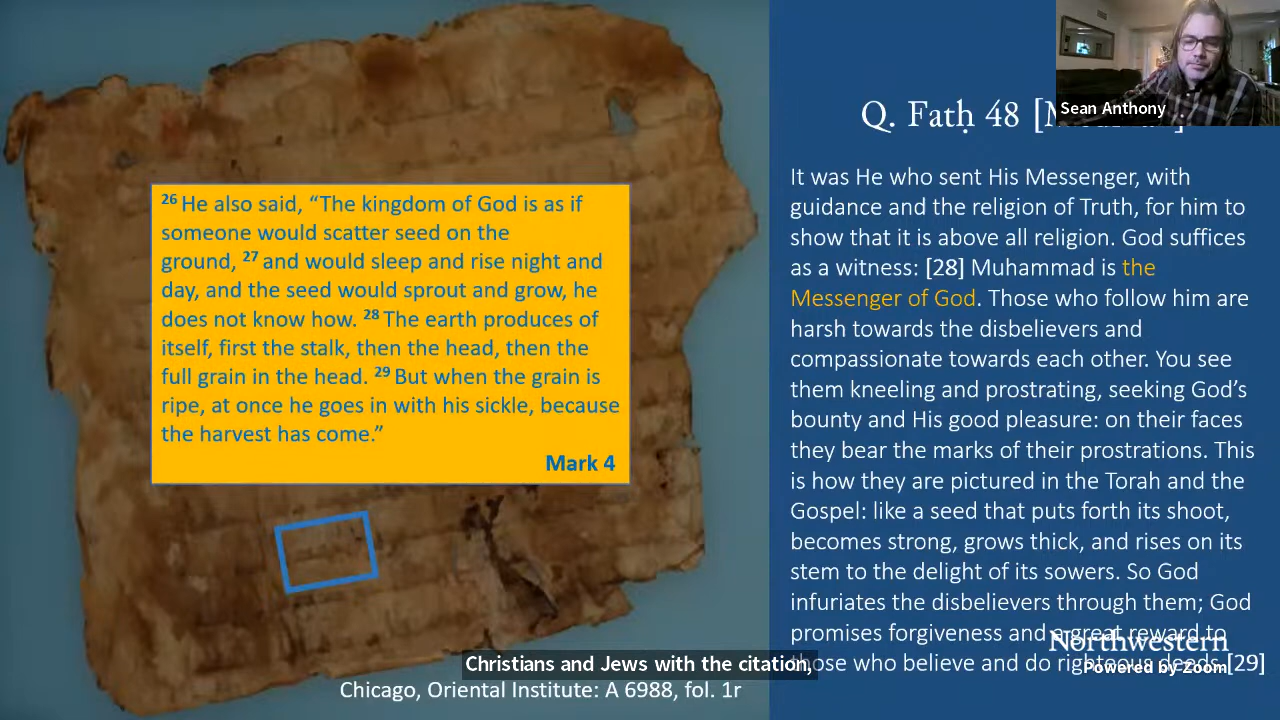 Sean Anthony
Q. Fatḥ 48
26 He also said, “The kingdom of God is as if
someone would scatter seed on the
ground, 27 and would sleep and rise night and
day, and the seed would sprout and grow, he
does not know how. 28 The earth produces of
itself, first the stalk, then the head, then the
full grain in the head. 29 But when the grain is
ripe, at once he goes in with his sickle, because
the harvest has come.”
Mark 4
It was He who sent His Messenger, with
guidance and the religion of Truth, for him to
show that it is above all religion. God suffices
as a witness: [28] Muhammad is the
Messenger of God. Those who follow him are
harsh towards the disbelievers and
compassionate towards each other. You see
them kneeling and prostrating, seeking God’s
bounty and His good pleasure: on their faces
they bear the marks of their prostrations. This
is how they are pictured in the Torah and the
Gospel: like a seed that puts forth its shoot,
becomes strong, grows thick, and rises on its
stem to the delight of its sowers. So God
infuriates the disbelievers through them; God
promises forgiveness and a great reward to
those who believe and do righteous deeds.[29]
Northwestern
Powered by Zoom
Christians and Jews with the citation,
Chicago, Oriental Institute: A 6988, fol. 1r